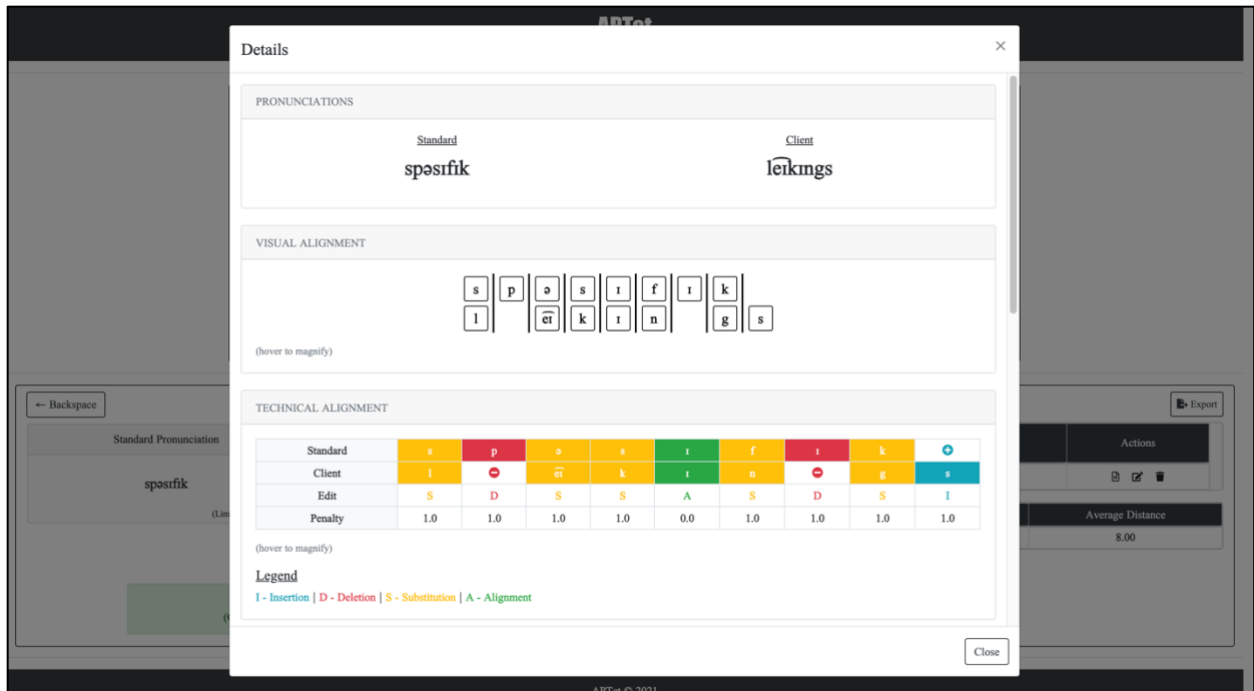 APTct
Details ×
PRONUNCIATIONS
Standard Client
spəsɪfɪk le͡ɪkɪngs
VISUAL ALIGNMENT
s p ə s ɪ f ɪ k
l e͡ɪ k ɪ n g s
(hover to magnify)
← Backspace
Export
TECHNICAL ALIGNMENT
Standard Pronunciation
Actions
Standard s p ə s ɪ f ɪ k
Client l e͡ɪ k ɪ n g s
spəsɪfɪk
Edit S D S S A S D S I
Penalty 1.0 1.0 1.0 1.0 0.0 1.0 1.0 1.0 1.0
Average Distance
8.00
(hover to magnify)
Legend
I - Insertion | D - Deletion | S - Substitution | A - Alignment
Close